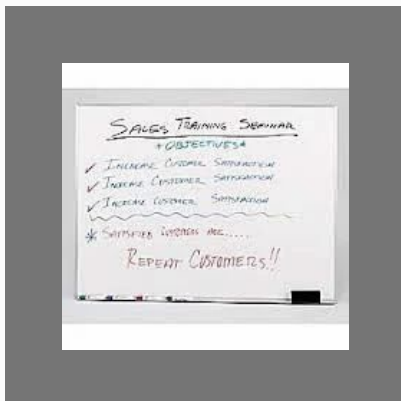 SALES TRAINING SEMINAR
* OBJECTIVES *
✓ INCREASE CUSTOMER SATISFACTION
✓ INCREASE CUSTOMER SATISFACTION
✓ INCREASE CUSTOMER SATISFACTION
* SATISFIED CUSTOMERS ARE.....
REPEAT CUSTOMERS!!